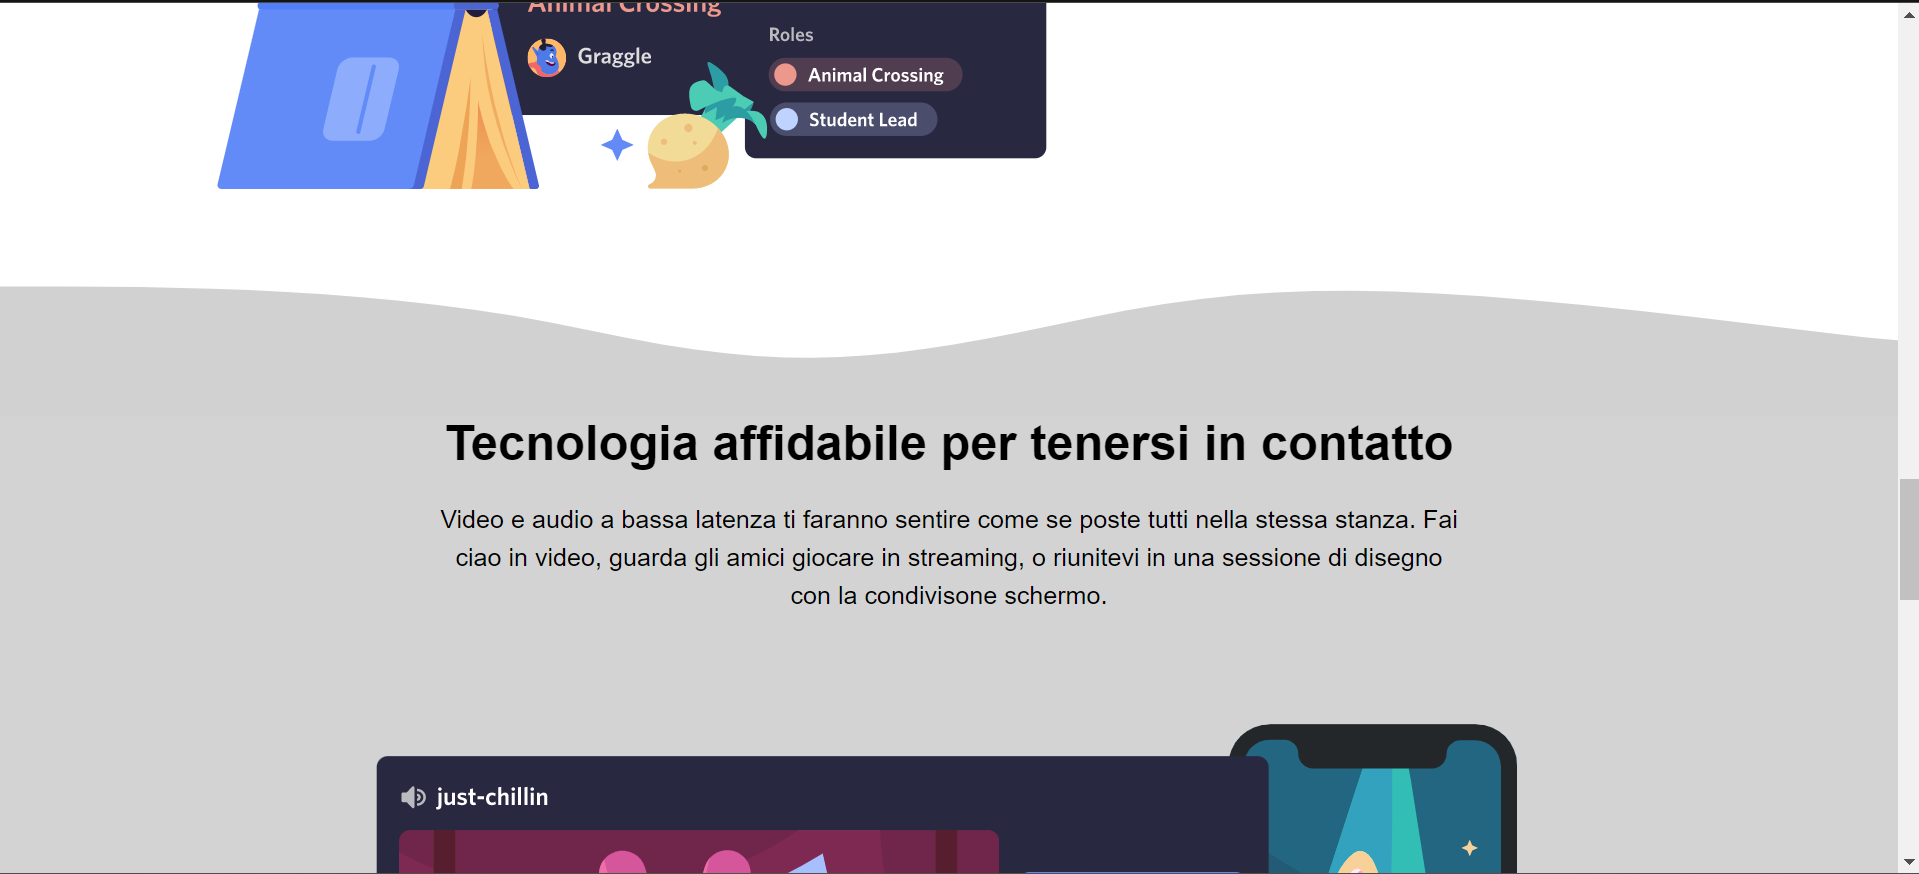 Animal Crossing
Graggle
Roles
Animal Crossing
Student Lead
Tecnologia affidabile per tenersi in contatto
Video e audio a bassa latenza ti faranno sentire come se poste tutti nella stessa stanza. Fai
ciao in video, guarda gli amici giocare in streaming, o riunitevi in una sessione di disegno
con la condivisone schermo.
just-chillin